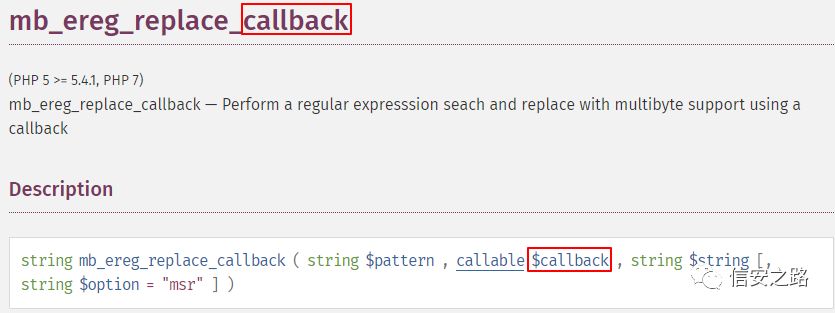 mb_ereg_replace_callback
(PHP 5 >= 5.4.1, PHP 7)
mb_ereg_replace_callback — Perform a regular expresssion seach and replace with multibyte support using a
callback
Description
string mb_ereg_replace_callback ( string $pattern , callable $callback , string $string [,
string $option = "msr" ] )
信安之路